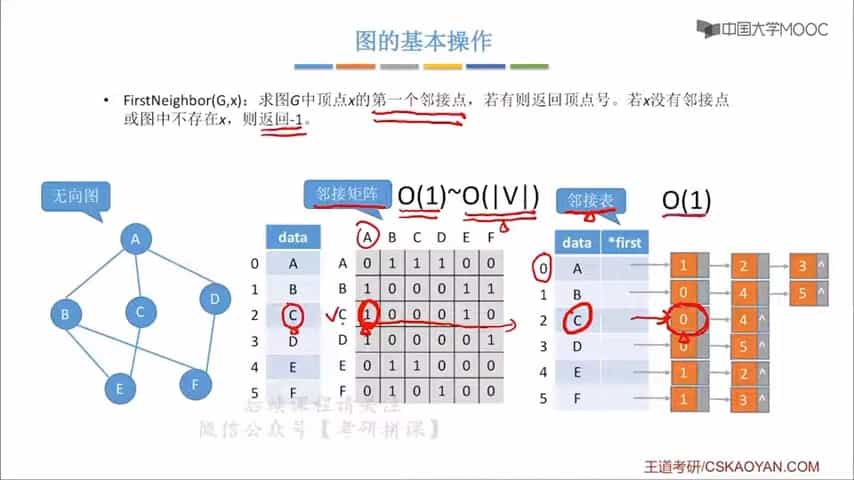 中国大学MOOC
图的基本操作
• FirstNeighbor(G,x)：求图G中顶点x的第一个邻接点，若有则返回顶点号。若x没有邻接点
或图中不存在x，则返回-1。
无向图
邻接矩阵
O(1)~O(|V|)
邻接表
O(1)
A
B
C
D
E
F
data
0 A
1 B
2 C
3 D
4 E
5 F
A B C D E F
A 0 1 1 1 0 0
B 1 0 0 0 1 1
C 1 0 0 0 1 0
D 1 0 0 0 0 1
E 0 1 1 0 0 0
F 0 1 0 1 0 0
data *first
0 A 1 2 3 ^
1 B 0 4 5 ^
2 C 0 4 ^
3 D 0 5 ^
4 E 1 2 ^
5 F 1 3 ^
后续课程请关注
微信公众号【考研拼课】
王道考研/CSKAOYAN.COM